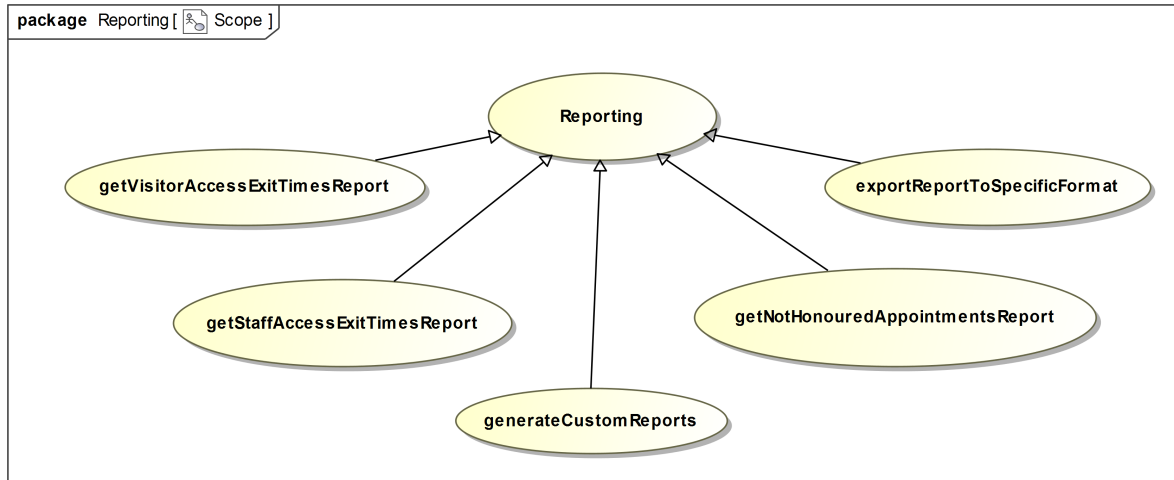 package Reporting [ Scope ]
Reporting
getVisitorAccessExitTimesReport
exportReportToSpecificFormat
getStaffAccessExitTimesReport
getNotHonouredAppointmentsReport
generateCustomReports